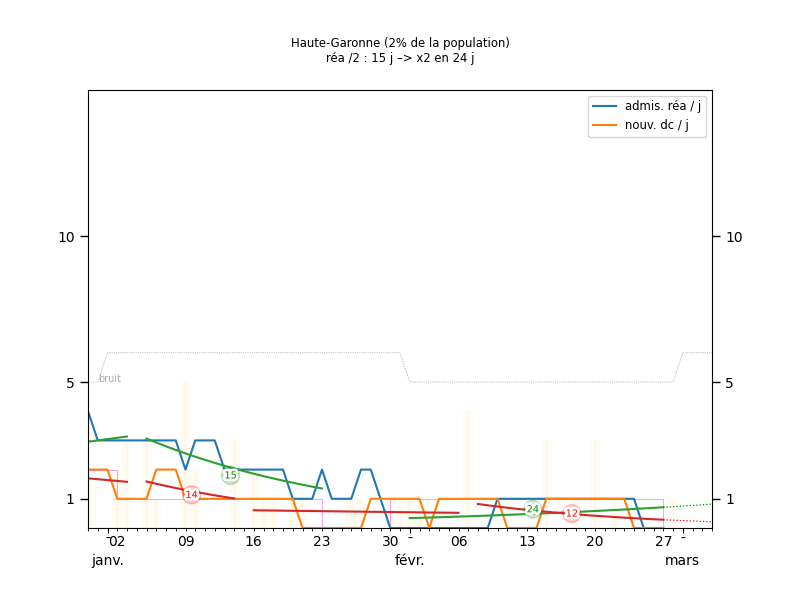 Haute-Garonne (2% de la population)
réa /2 : 15 j –> x2 en 24 j
admis. réa / j
nouv. dc / j
10
10
bruit
5
5
15
14
24
12
1
1
02
09
16
23
30
06
13
20
27
janv.
févr.
mars